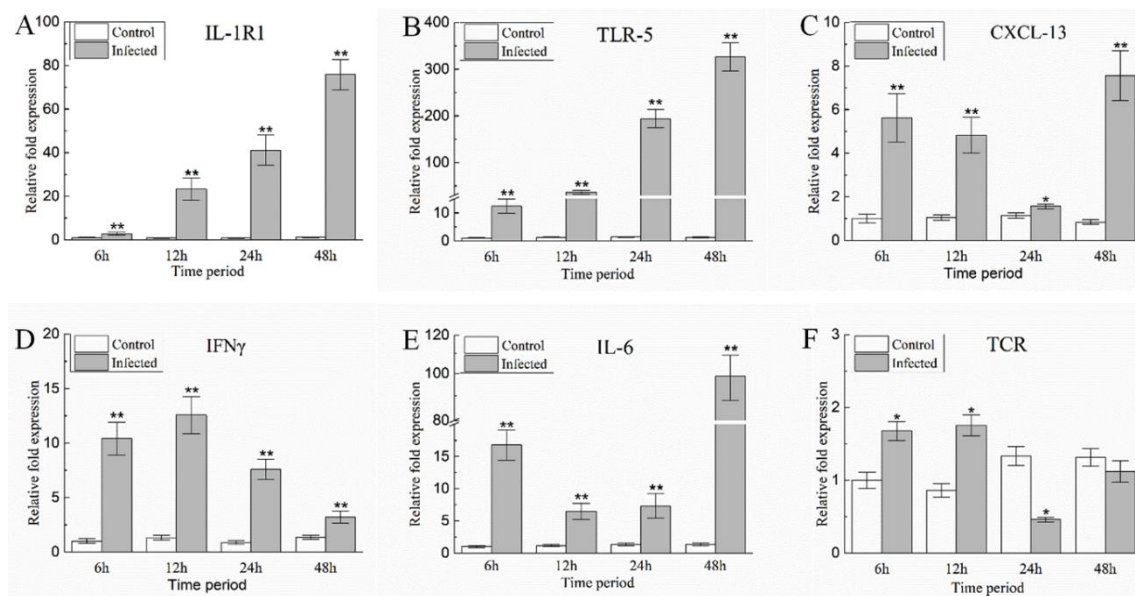 A
IL-1R1
Control
Infected
Relative fold expression
100
80
60
40
20
0
**
**
**
**
6h 12h 24h 48h
Time period
B
TLR-5
Control
Infected
Relative fold expression
400
300
200
100
10
0
**
**
**
**
6h 12h 24h 48h
Time period
C
CXCL-13
Control
Infected
Relative fold expression
10
8
6
4
2
0
**
**
*
**
6h 12h 24h 48h
Time period
D
IFNγ
Control
Infected
Relative fold expression
20
15
10
5
0
**
**
**
**
6h 12h 24h 48h
Time period
E
IL-6
Control
Infected
Relative fold expression
120
100
80
15
10
5
0
**
**
**
**
6h 12h 24h 48h
Time period
F
TCR
Control
Infected
Relative fold expression
3
2
1
0
*
*
*
6h 12h 24h 48h
Time period